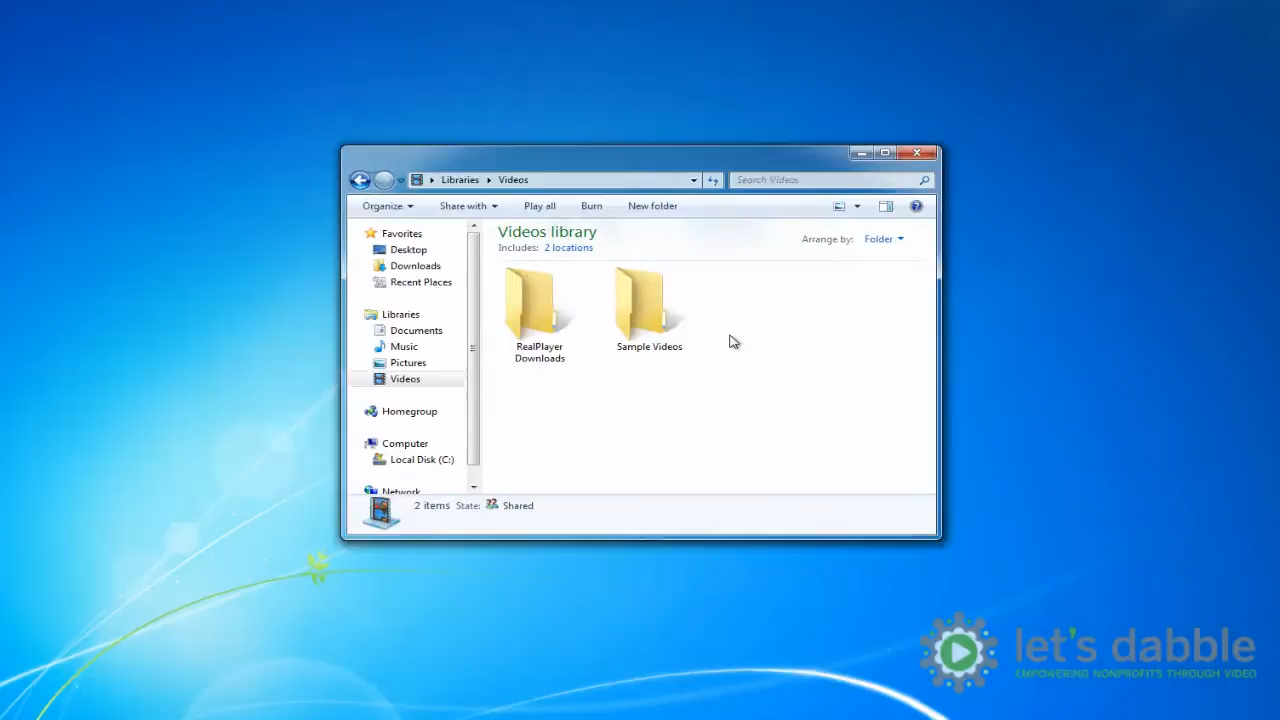 Libraries Videos
Search Videos
Organize Share with Play all Burn New folder
Favorites
Desktop
Downloads
Recent Places
Libraries
Documents
Music
Pictures
Videos
Homegroup
Computer
Local Disk (C:)
Network
Videos library
Includes: 2 locations
Arrange by: Folder
RealPlayer
Downloads
Sample Videos
2 items State: Shared
let's dabble
EMPOWERING NONPROFITS THROUGH VIDEO